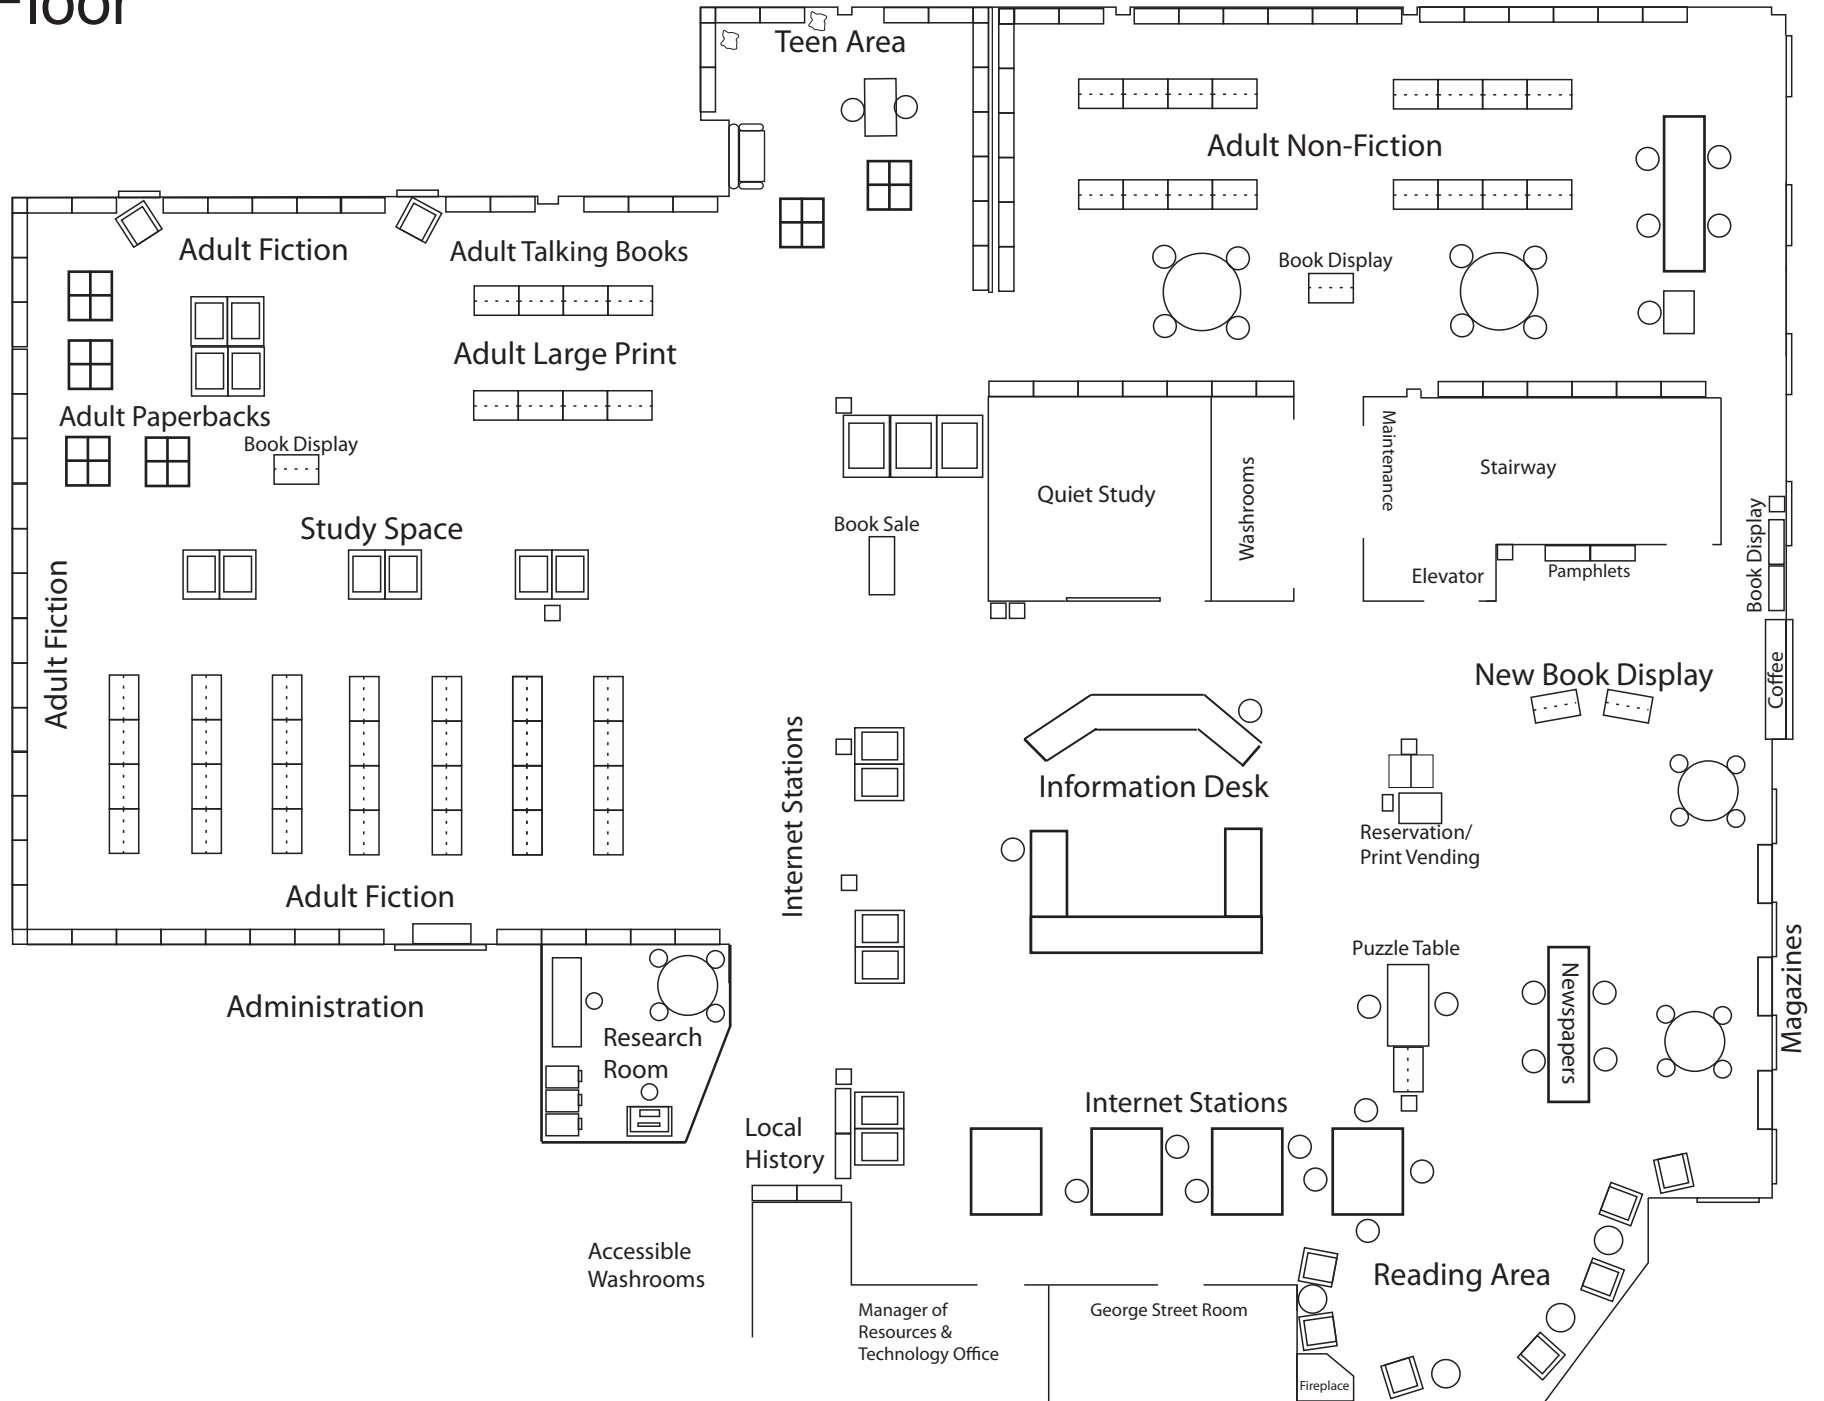 Floor
Teen Area
Adult Non-Fiction
Adult Fiction
Adult Talking Books
Book Display
Adult Large Print
Adult Paperbacks
Book Display
Maintenance
Stairway
Quiet Study
Washrooms
Book Sale
Study Space
Elevator
Pamphlets
Book Display
Adult Fiction
New Book Display
Coffee
Internet Stations
Information Desk
Reservation/
Print Vending
Adult Fiction
Puzzle Table
Newspapers
Magazines
Administration
Research
Room
Internet Stations
Local
History
Accessible
Washrooms
Reading Area
Manager of
Resources &
Technology Office
George Street Room
Fireplace